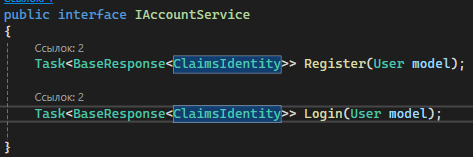 public interface IAccountService
{
Ссылок: 2
Task<BaseResponse<ClaimsIdentity>> Register(User model);
Ссылок: 2
Task<BaseResponse<ClaimsIdentity>> Login(User model);
}